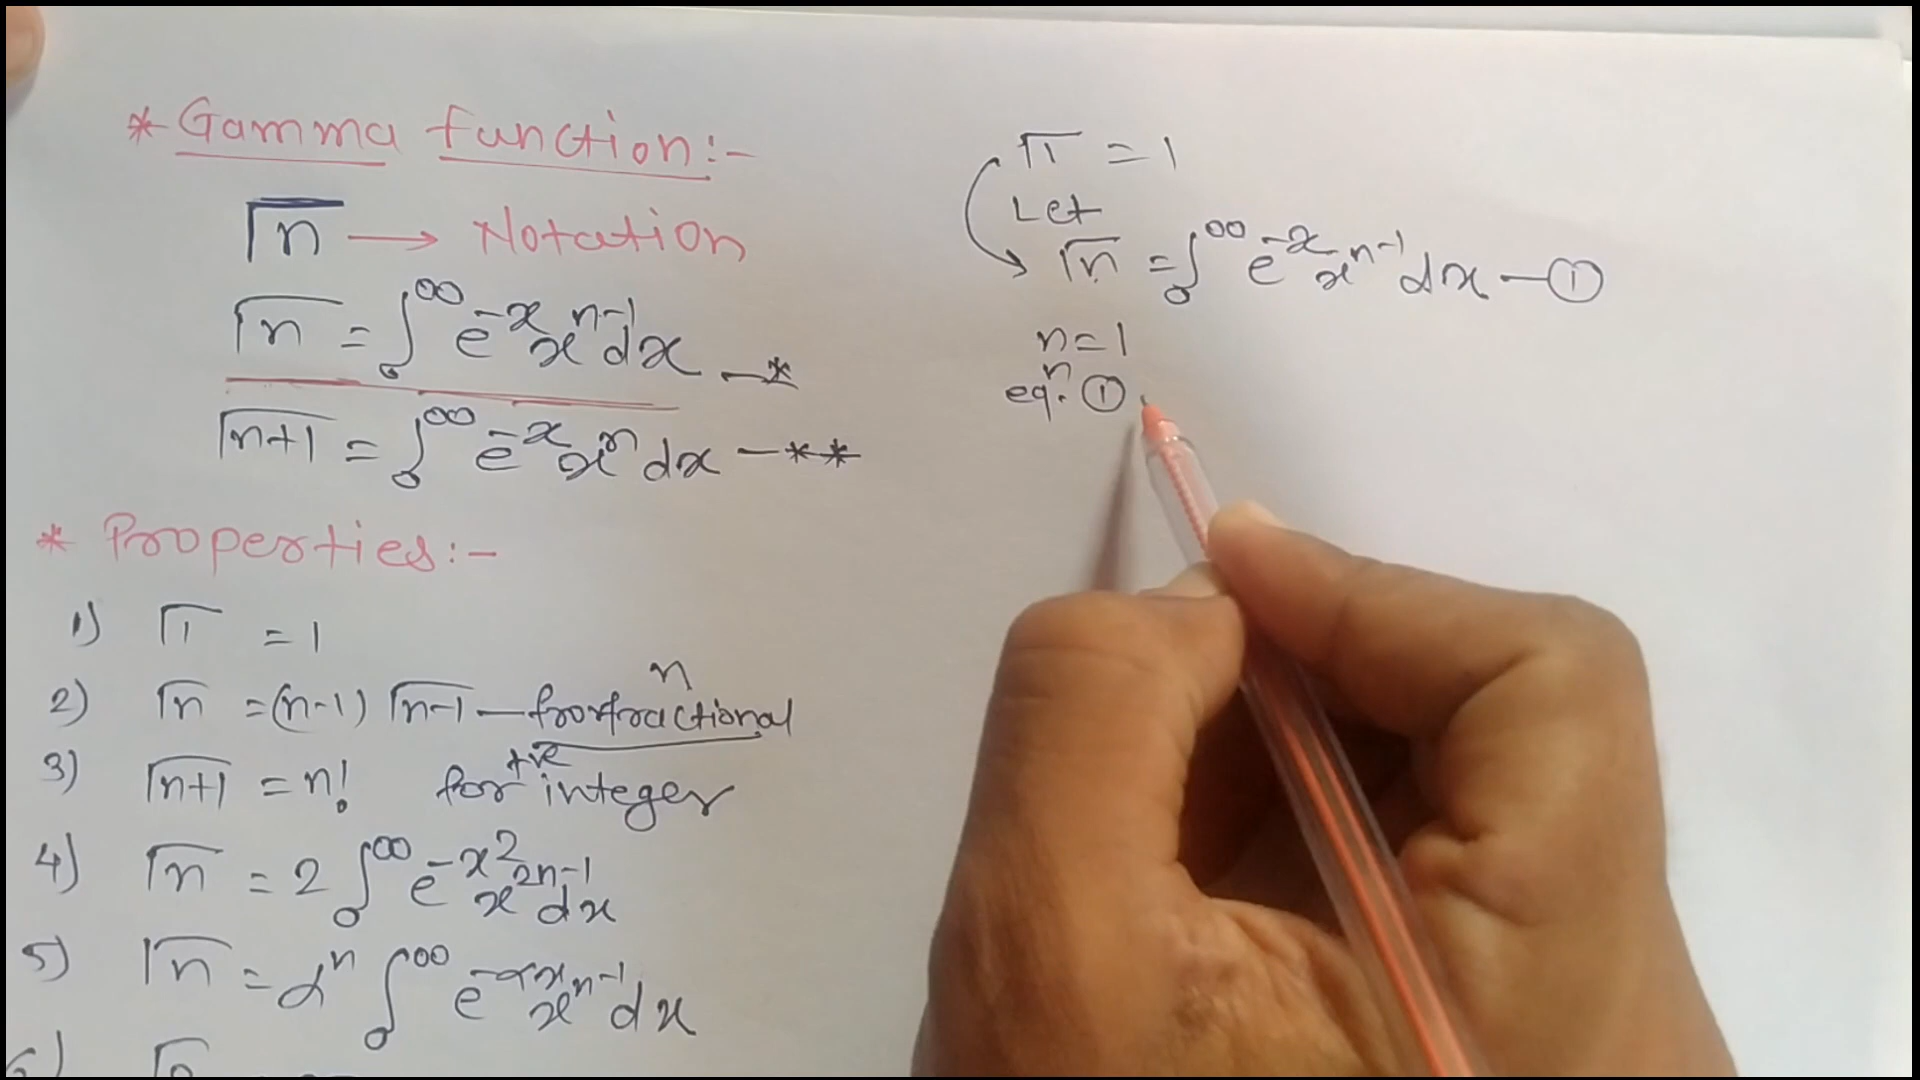 * Gamma function:-
Γn → Notation
Γn = ∫₀^∞ e^-x x^n-1 dx —*
Γn+1 = ∫₀^∞ e^-x x^n dx —**
* Properties:-
1) Γ1 = 1
2) Γn = (n-1) Γn-1 — for fractional n
3) Γn+1 = n! for +ve integer
4) Γn = 2 ∫₀^∞ e^-x² x^2n-1 dx
5) Γn = α^n ∫₀^∞ e^-αx x^n-1 dx
6)
Γ1 = 1
Let
Γn = ∫₀^∞ e^-x x^n-1 dx — ①
n=1
eqn. ①